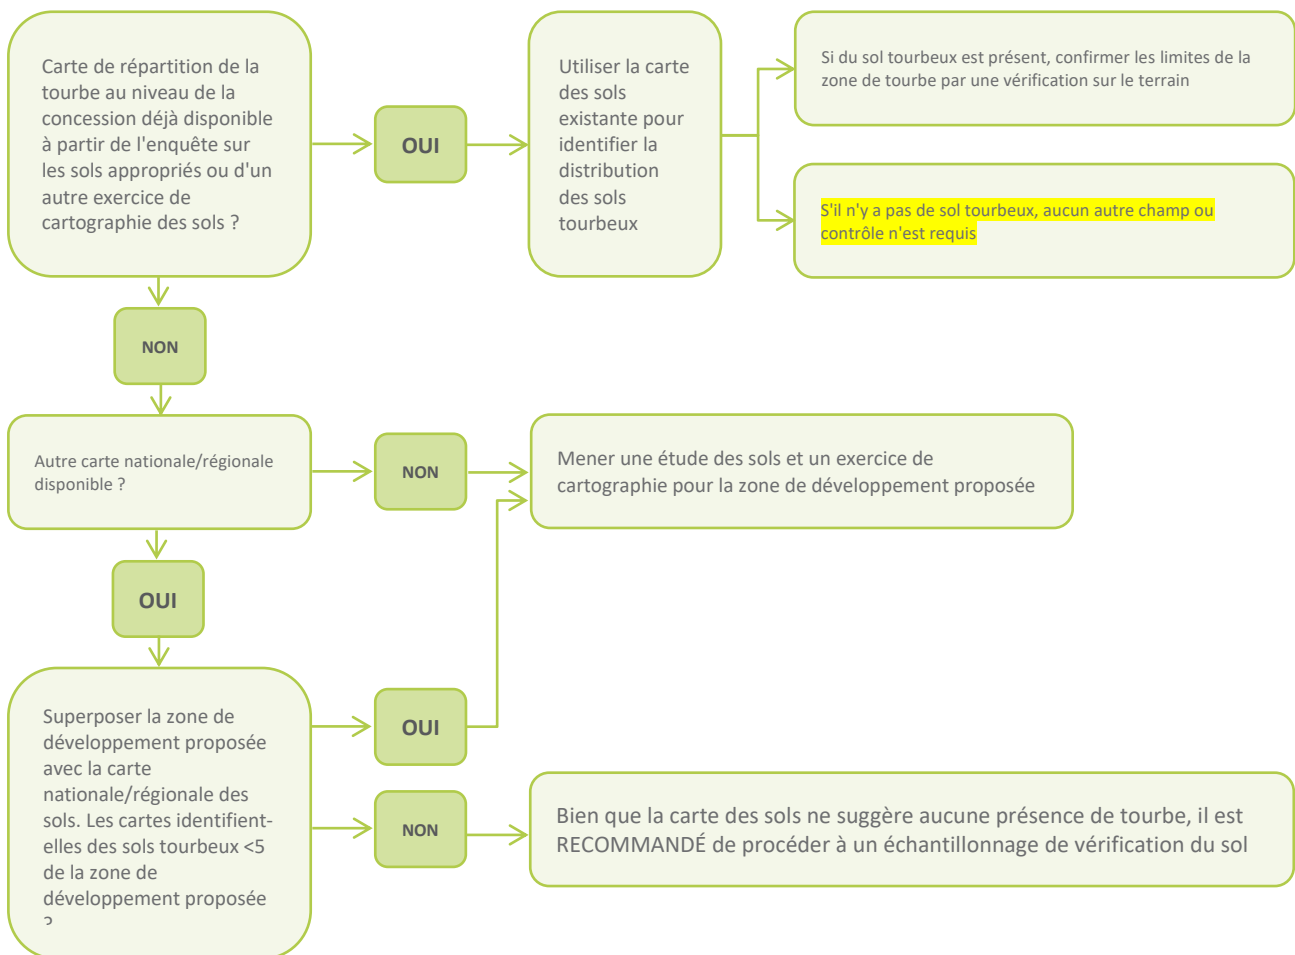 Carte de répartition de la
tourbe au niveau de la
concession déjà disponible
à partir de l'enquête sur
les sols appropriés ou d'un
autre exercice de
cartographie des sols ?
OUI
Utiliser la carte
des sols
existante pour
identifier la
distribution
des sols
tourbeux
Si du sol tourbeux est présent, confirmer les limites de la
zone de tourbe par une vérification sur le terrain
S'il n'y a pas de sol tourbeux, aucun autre champ ou
contrôle n'est requis
NON
Autre carte nationale/régionale
disponible ?
NON
Mener une étude des sols et un exercice de
cartographie pour la zone de développement proposée
OUI
Superposer la zone de
développement proposée
avec la carte
nationale/régionale des
sols. Les cartes identifient-
elles des sols tourbeux <5
de la zone de
développement proposée
?
OUI
NON
Bien que la carte des sols ne suggère aucune présence de tourbe, il est
RECOMMANDÉ de procéder à un échantillonnage de vérification du sol